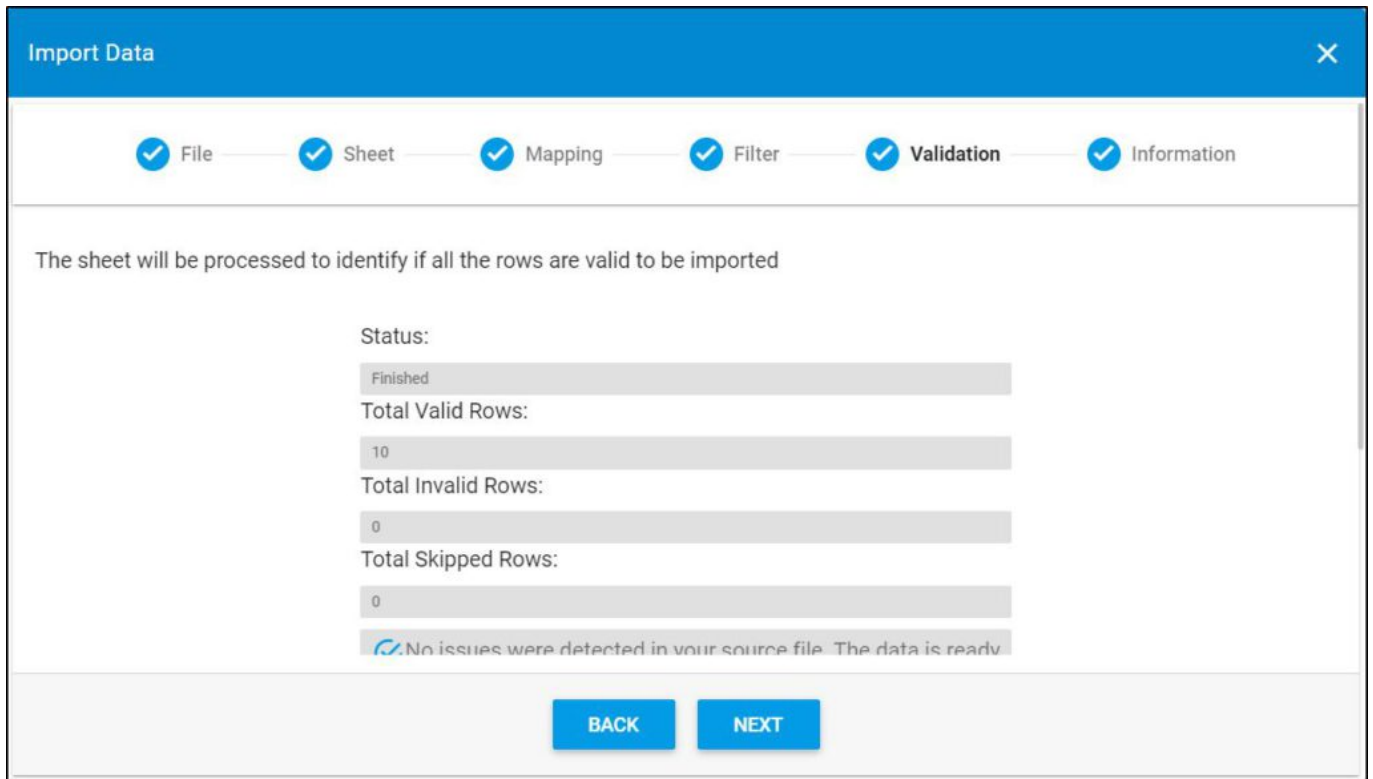 Import Data
File Sheet Mapping Filter Validation Information
The sheet will be processed to identify if all the rows are valid to be imported
Status:
Finished
Total Valid Rows:
10
Total Invalid Rows:
0
Total Skipped Rows:
0
No issues were detected in your source file. The data is ready
BACK NEXT